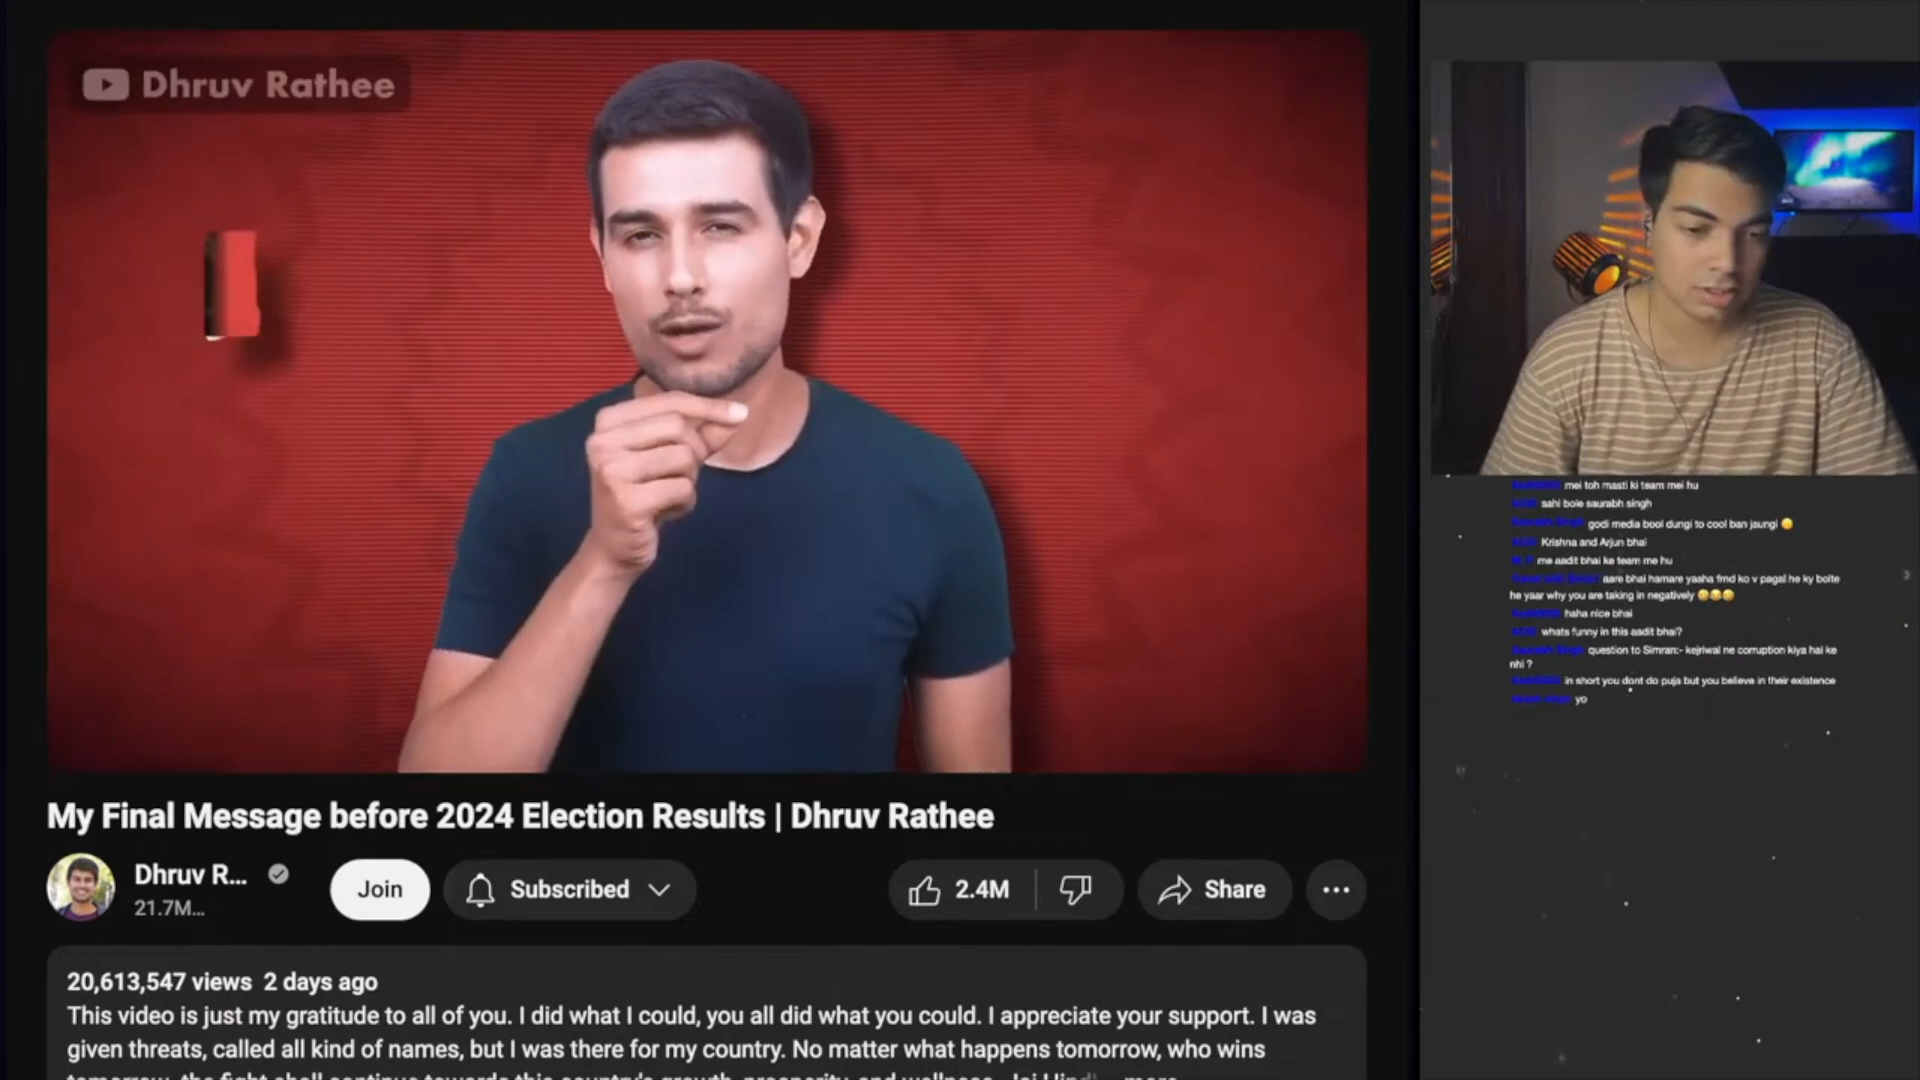 Dhruv Rathee
My Final Message before 2024 Election Results | Dhruv Rathee
Dhruv R...
21.7M...
Join
Subscribed
2.4M
Share
20,613,547 views 2 days ago
This video is just my gratitude to all of you. I did what I could, you all did what you could. I appreciate your support. I was
given threats, called all kind of names, but I was there for my country. No matter what happens tomorrow, who wins
mei toh masti ki team mei hu
sahi bole saurabh singh
godi media bool dungi to cool ban jaungi
Krishna and Arjun bhai
me aadit bhai ke team me hu
aare bhai hamare yaaha frnd ko v pagal he ky bolte
he yaar why you are taking in negatively
haha nice bhai
whats funny in this aadit bhai?
question to Simran:- kejriwal ne corruption kiya hai ke
nhi ?
in short you dont do puja but you believe in their existence
yo